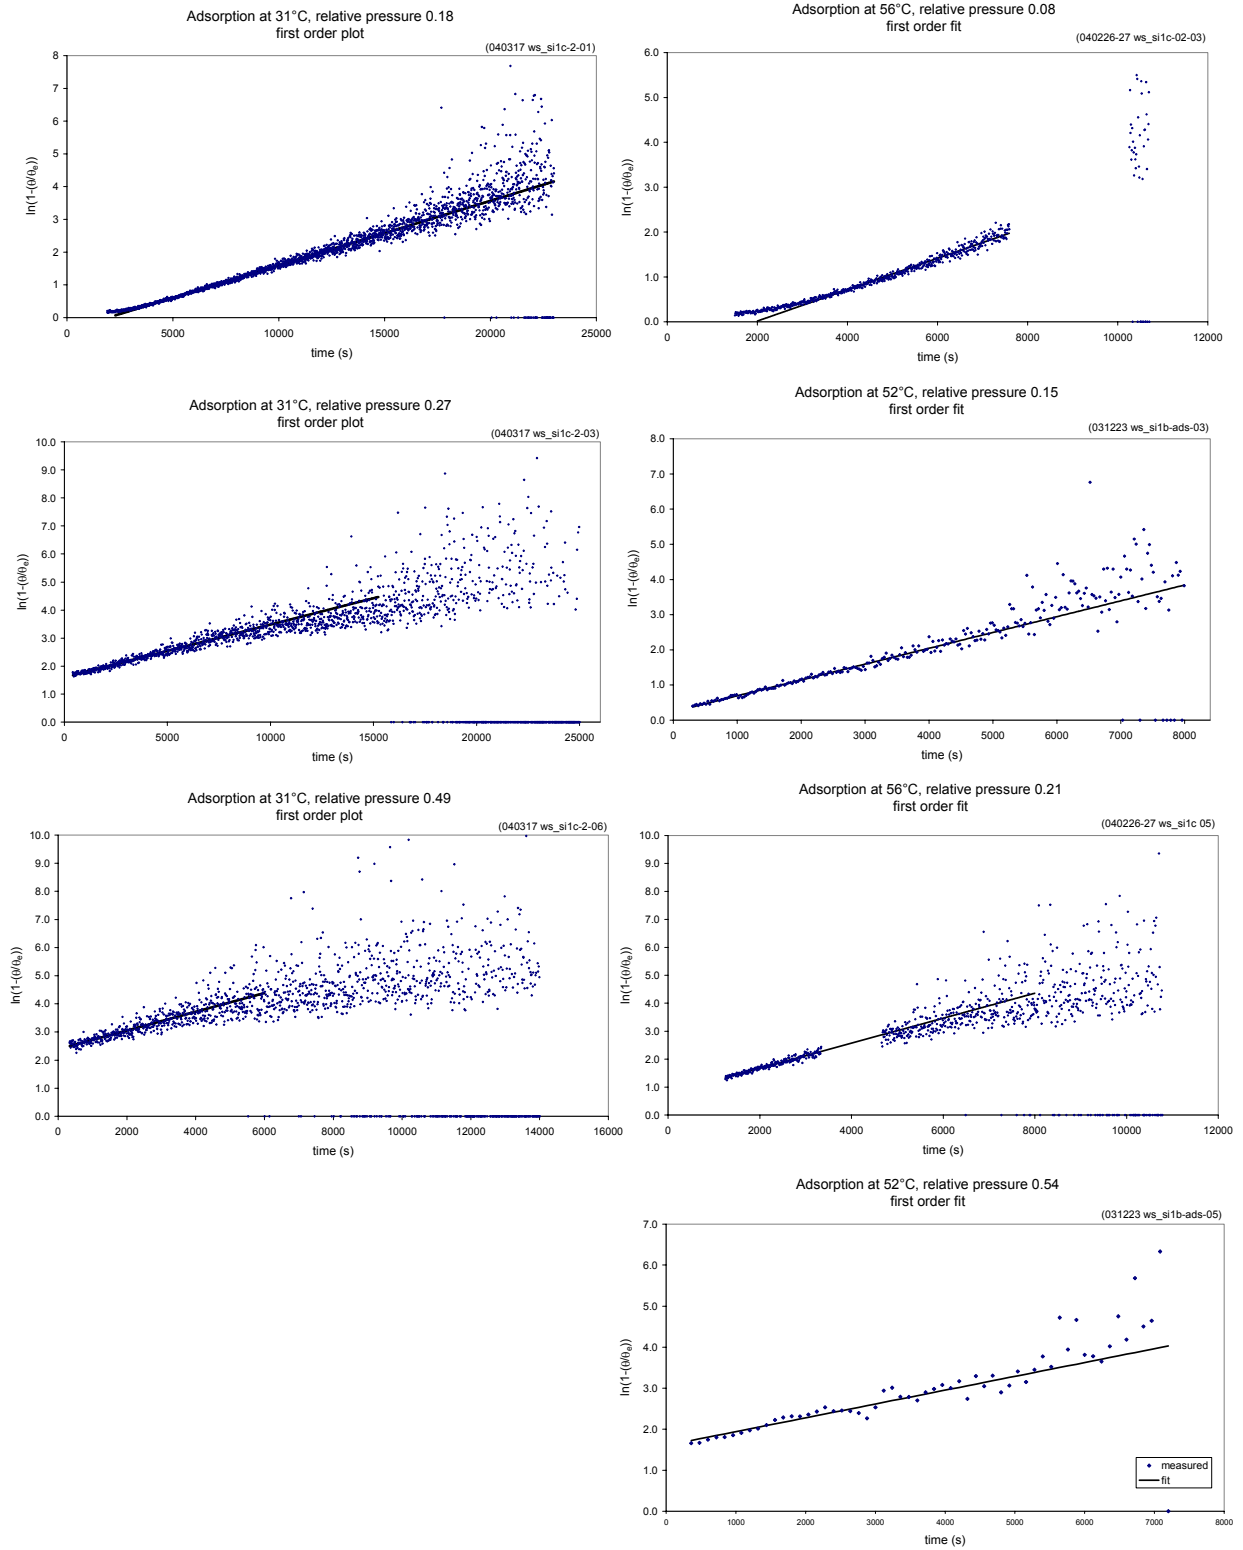 Adsorption at 31°C, relative pressure 0.18
first order plot
(040317 ws_si1c-2-01)
8
7
6
5
4
3
2
1
0
ln(1-(θ/θe))
0 5000 10000 15000 20000 25000
time (s)
Adsorption at 56°C, relative pressure 0.08
first order fit
(040226-27 ws_si1c-02-03)
6.0
5.0
4.0
3.0
2.0
1.0
0.0
ln(1-(θ/θe))
0 2000 4000 6000 8000 10000 12000
time (s)
Adsorption at 31°C, relative pressure 0.27
first order plot
(040317 ws_si1c-2-03)
10.0
9.0
8.0
7.0
6.0
5.0
4.0
3.0
2.0
1.0
0.0
ln(1-(θ/θe))
0 5000 10000 15000 20000 25000
time (s)
Adsorption at 52°C, relative pressure 0.15
first order fit
(031223 ws_si1b-ads-03)
8.0
7.0
6.0
5.0
4.0
3.0
2.0
1.0
0.0
ln(1-(θ/θe))
0 1000 2000 3000 4000 5000 6000 7000 8000
time (s)
Adsorption at 31°C, relative pressure 0.49
first order plot
(040317 ws_si1c-2-06)
10.0
9.0
8.0
7.0
6.0
5.0
4.0
3.0
2.0
1.0
0.0
ln(1-(θ/θe))
0 2000 4000 6000 8000 10000 12000 14000 16000
time (s)
Adsorption at 56°C, relative pressure 0.21
first order fit
(040226-27 ws_si1c 05)
10.0
9.0
8.0
7.0
6.0
5.0
4.0
3.0
2.0
1.0
0.0
ln(1-(θ/θe))
0 2000 4000 6000 8000 10000 12000
time (s)
Adsorption at 52°C, relative pressure 0.54
first order fit
(031223 ws_si1b-ads-05)
7.0
6.0
5.0
4.0
3.0
2.0
1.0
0.0
ln(1-(θ/θe))
0 1000 2000 3000 4000 5000 6000 7000 8000
time (s)
measured
fit